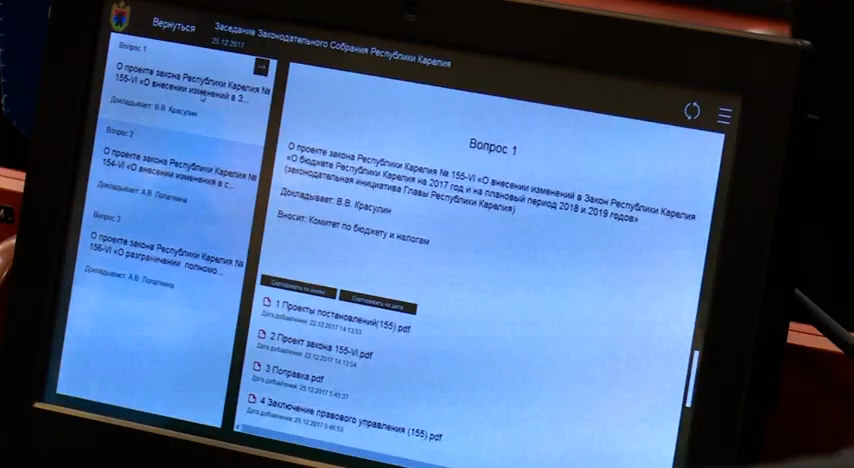 Вернуться
Заседание Законодательного Собрания Республики Карелия
25.12.2017
Вопрос 1
О проекте закона Республики Карелия №
155-VI «О внесении изменений в З...
Докладывает: В.В. Красулин
Вопрос 2
О проекте закона Республики Карелия №
154-VI «О внесении изменения в с...
Докладывает: А.В. Лопаткина
Вопрос 3
О проекте закона Республики Карелия №
156-VI «О разграничении полномо...
Докладывает: А.В. Лопаткина
Вопрос 1
О проекте закона Республики Карелия № 155-VI «О внесении изменений в Закон Республики Карелия
«О бюджете Республики Карелия на 2017 год и на плановый период 2018 и 2019 годов»
(законодательная инициатива Главы Республики Карелия)
Докладывает: В.В. Красулин
Вносит: Комитет по бюджету и налогам
Сортировать по имени
Сортировать по дате
1 Проекты постановлений(155).pdf
Дата добавления: 22.12.2017 14:13:53
2 Проект закона 155-VI.pdf
Дата добавления: 22.12.2017 14:13:54
3 Поправка.pdf
Дата добавления: 25.12.2017 5:45:37
4 Заключение правового управления (155).pdf
Дата добавления: 25.12.2017 5:46:53